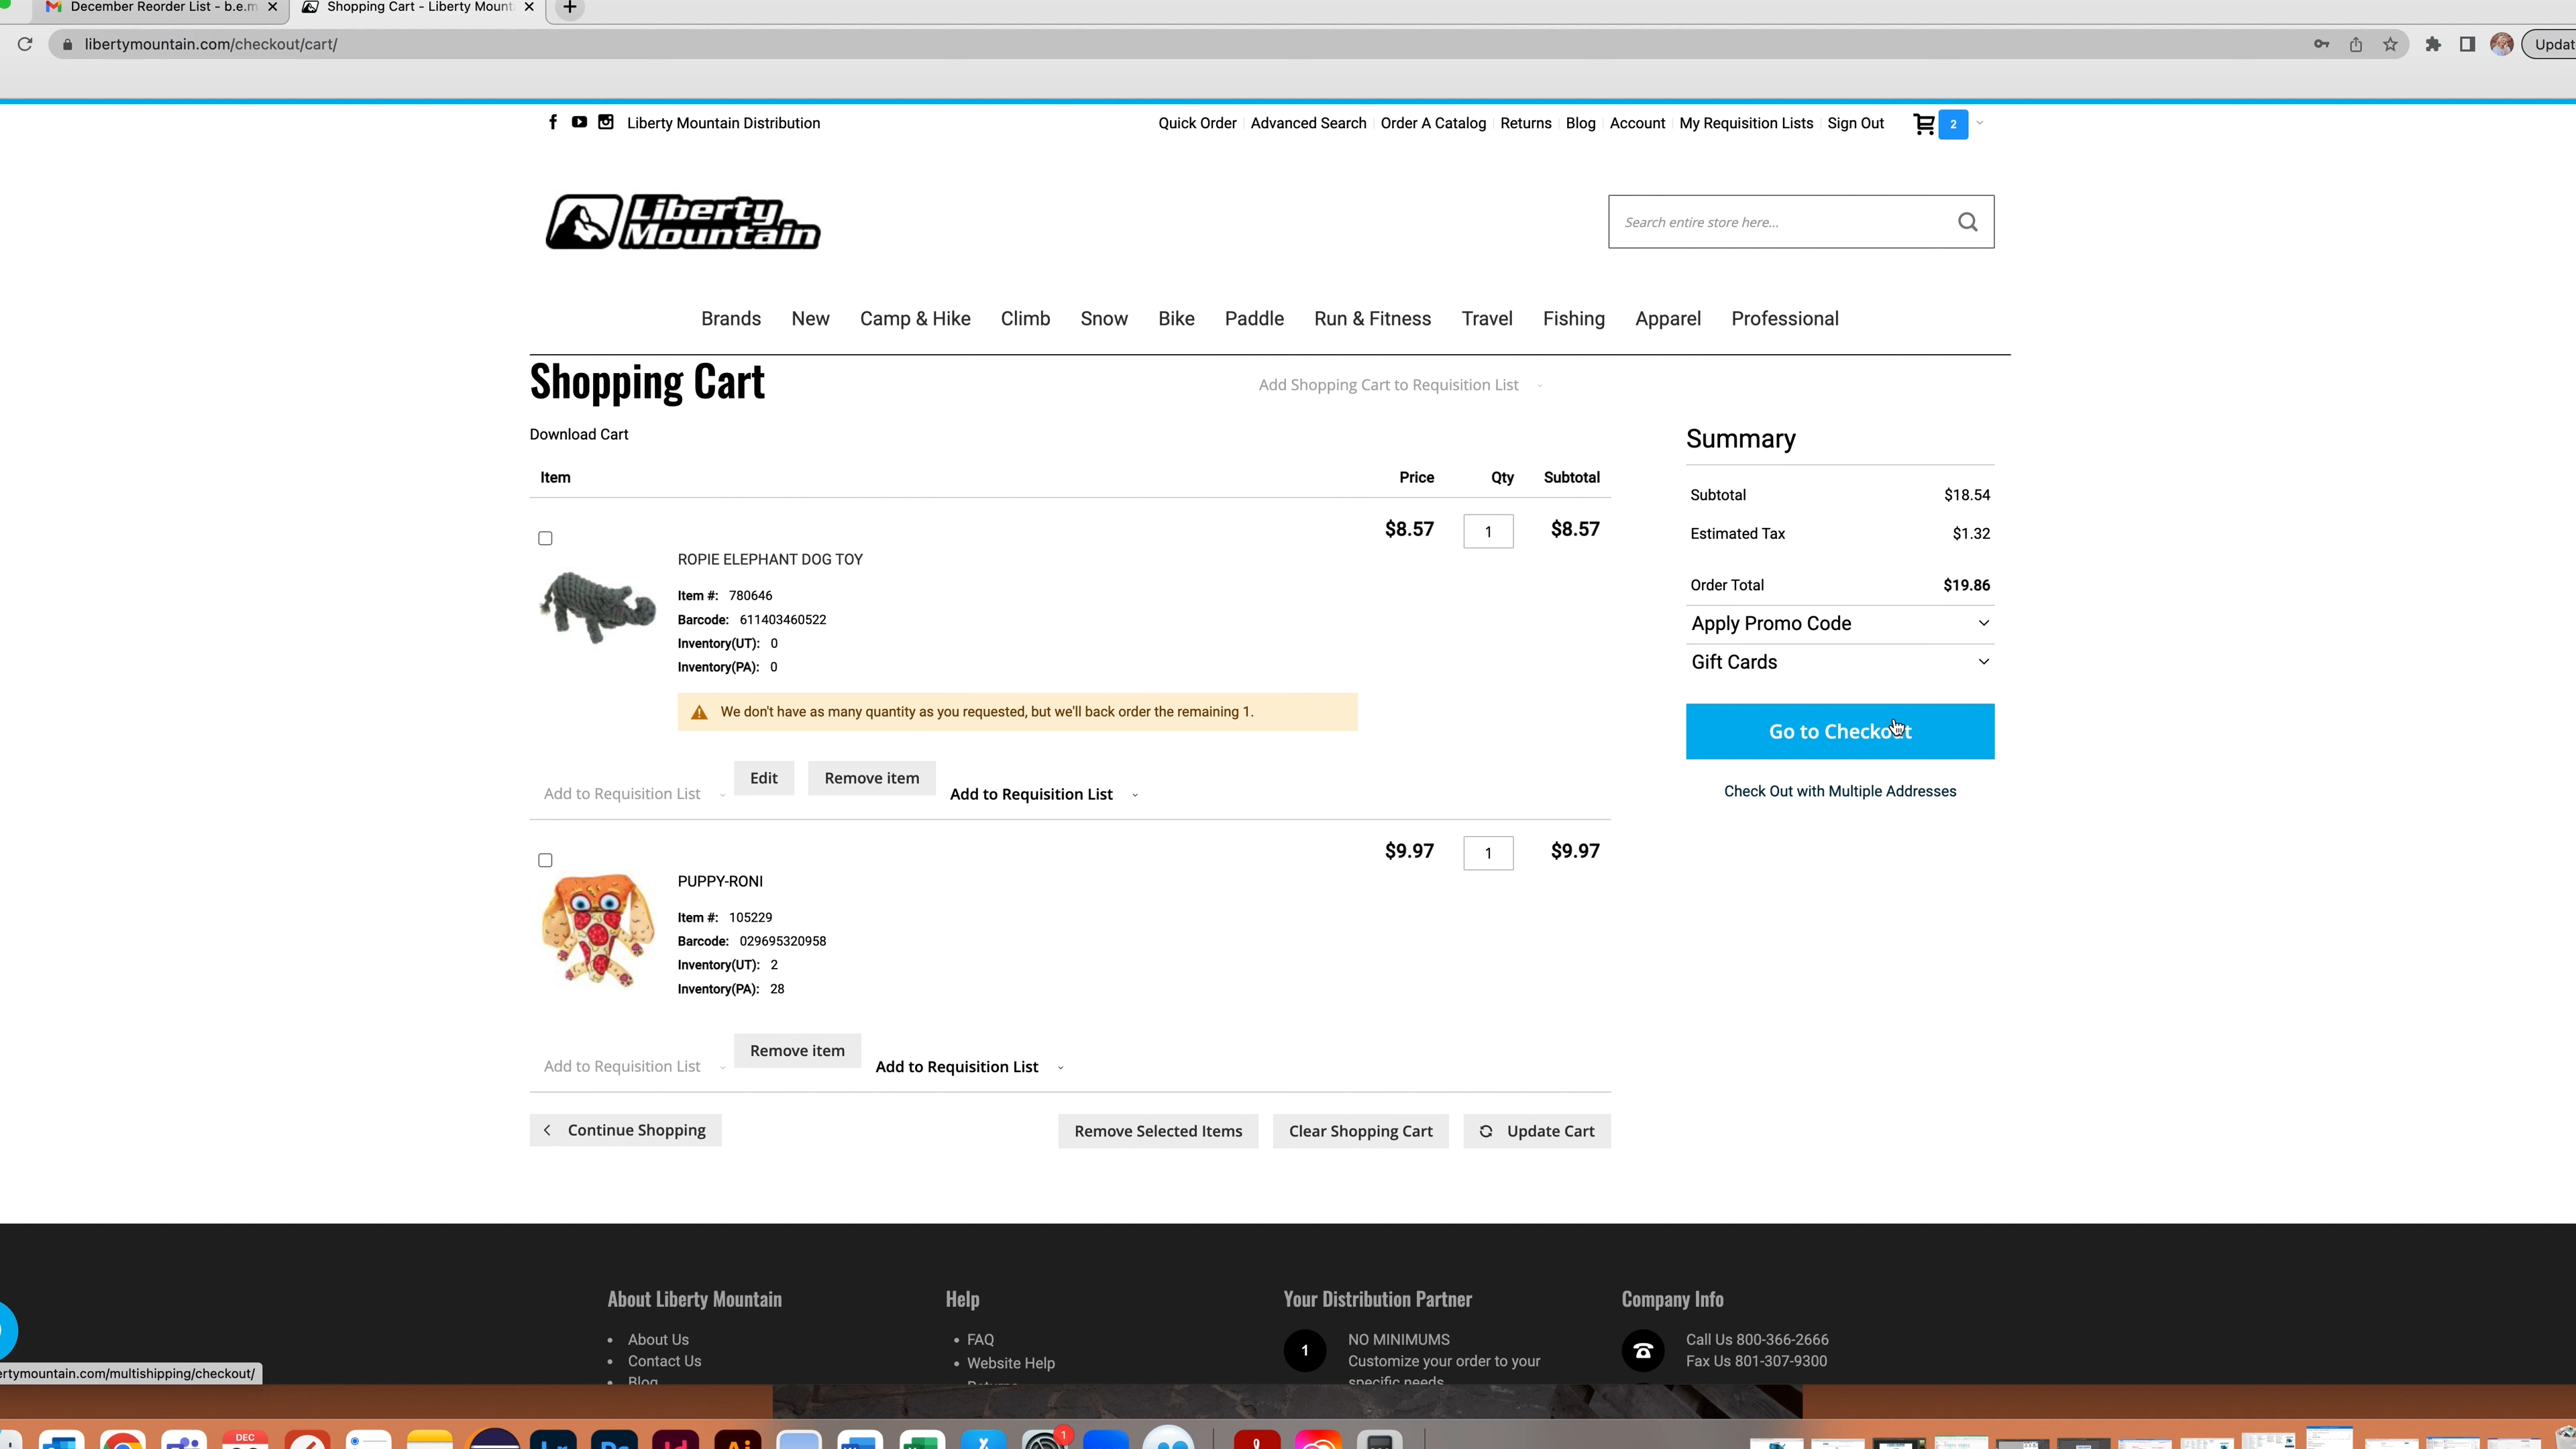 December Reorder List - b.e.m
Shopping Cart - Liberty Mount
libertymountain.com/checkout/cart/
Updat
Liberty Mountain Distribution
Quick Order
Advanced Search
Order A Catalog
Returns
Blog
Account
My Requisition Lists
Sign Out
2
Liberty
Mountain
Search entire store here...
Brands
New
Camp & Hike
Climb
Snow
Bike
Paddle
Run & Fitness
Travel
Fishing
Apparel
Professional
Shopping Cart
Add Shopping Cart to Requisition List
Download Cart
Item
Price
Qty
Subtotal
$8.57
1
$8.57
ROPIE ELEPHANT DOG TOY
Item #: 780646
Barcode: 611403460522
Inventory(UT): 0
Inventory(PA): 0
We don't have as many quantity as you requested, but we'll back order the remaining 1.
Add to Requisition List
Edit
Remove item
Add to Requisition List
$9.97
1
$9.97
PUPPY-RONI
Item #: 105229
Barcode: 029695320958
Inventory(UT): 2
Inventory(PA): 28
Add to Requisition List
Remove item
Add to Requisition List
Continue Shopping
Remove Selected Items
Clear Shopping Cart
Update Cart
Summary
Subtotal
$18.54
Estimated Tax
$1.32
Order Total
$19.86
Apply Promo Code
Gift Cards
Go to Checkout
Check Out with Multiple Addresses
About Liberty Mountain
About Us
Contact Us
Blog
Help
FAQ
Website Help
Returns
Your Distribution Partner
1
NO MINIMUMS
Customize your order to your
specific needs
Company Info
Call Us 800-366-2666
Fax Us 801-307-9300
ertymountain.com/multishipping/checkout/
DEC
1